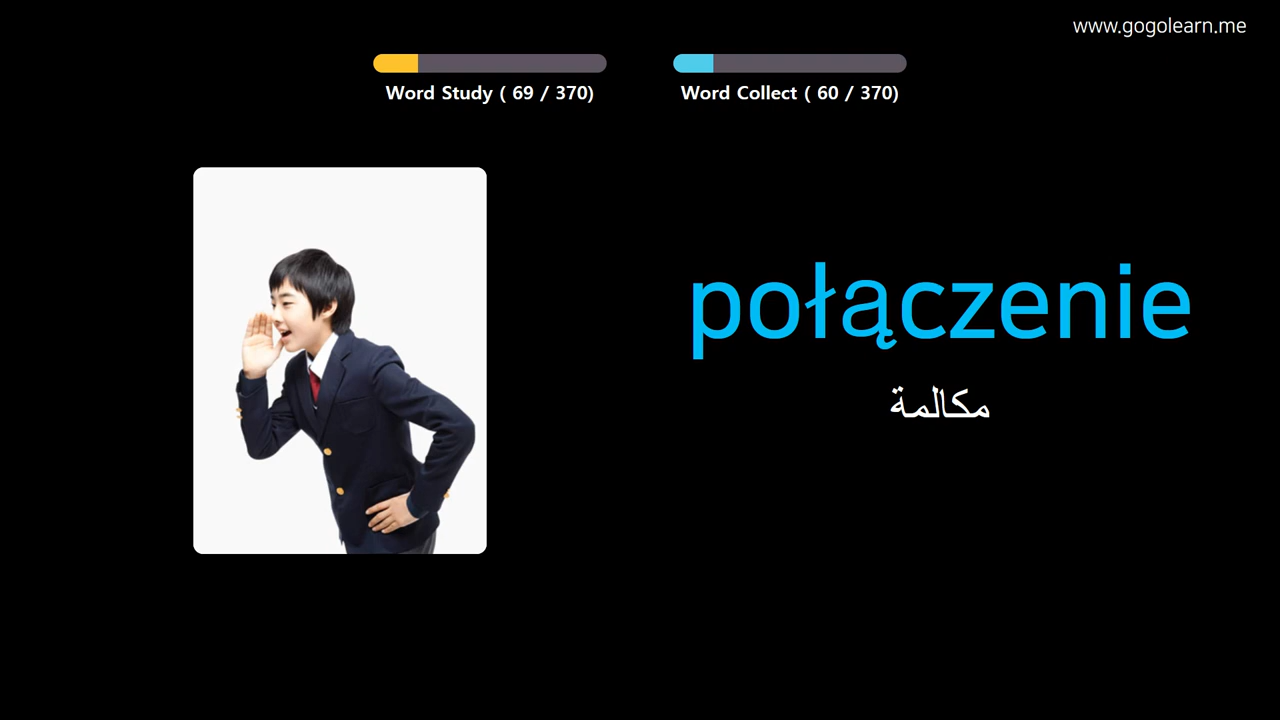 www.gogolearn.me
Word Study ( 69 / 370)
Word Collect ( 60 / 370)
połączenie
مكالمة